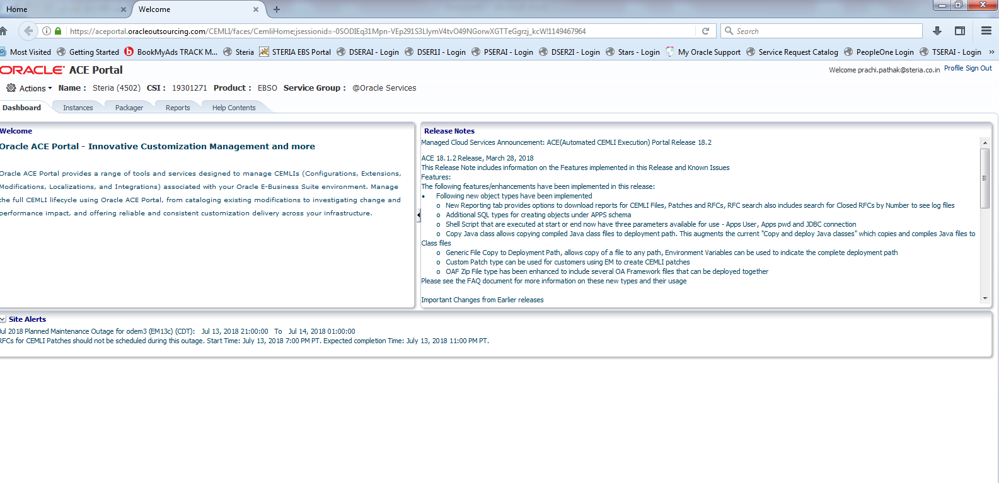 Home
Welcome
https://aceportal.oracleoutsourcing.com/CEMLI/faces/CemliHome;jsessionid=-0SODIEq31Mpn-VEp291S3LlymV4tvO49NGorwXGTTeGgrzj_kcW!1149467964
Search
Most Visited Getting Started BookMyAds TRACK M... Steria STERIA EBS Portal DSERAI - Login DSER1I - Login PSERAI - Login DSER2I - Login Stars - Login My Oracle Support Service Request Catalog PeopleOne Login TSERAI - Login »
ORACLE ACE Portal
Welcome prachi.pathak@steria.co.in Profile Sign Out
Actions Name : Steria (4502) CSI : 19301271 Product : EBSO Service Group : @Oracle Services
Dashboard Instances Packager Reports Help Contents
Welcome
Oracle ACE Portal - Innovative Customization Management and more
Oracle ACE Portal provides a range of tools and services designed to manage CEMLIs (Configurations, Extensions,
Modifications, Localizations, and Integrations) associated with your Oracle E-Business Suite environment. Manage
the full CEMLI lifecycle using Oracle ACE Portal, from cataloging existing modifications to investigating change and
performance impact, and offering reliable and consistent customization delivery across your infrastructure.
Release Notes
Managed Cloud Services Announcement: ACE(Automated CEMLI Execution) Portal Release 18.2
ACE 18.1.2 Release, March 28, 2018
This Release Note includes information on the Features implemented in this Release and Known Issues
Features:
The following features/enhancements have been implemented in this release:
• Following new object types have been implemented
o New Reporting tab provides options to download reports for CEMLI Files, Patches and RFCs, RFC search also includes search for Closed RFCs by Number to see log files
o Additional SQL types for creating objects under APPS schema
o Shell Script that are executed at start or end now have three parameters available for use - Apps User, Apps pwd and JDBC connection
o Copy Java class allows copying compiled Java class files to deployment path. This augments the current "Copy and deploy Java classes" which copies and compiles Java files to
Class files
o Generic File Copy to Deployment Path, allows copy of a file to any path, Environment Variables can be used to indicate the complete deployment path
o Custom Patch type can be used for customers using EM to create CEMLI patches
o OAF Zip File type has been enhanced to include several OA Framework files that can be deployed together
Please see the FAQ document for more information on these new types and their usage
Important Changes from Earlier releases
Site Alerts
Jul 2018 Planned Maintenance Outage for odem3 (EM13c) (CDT): Jul 13, 2018 21:00:00 To Jul 14, 2018 01:00:00
RFCs for CEMLI Patches should not be scheduled during this outage. Start Time: July 13, 2018 7:00 PM PT. Expected completion Time: July 13, 2018 11:00 PM PT.